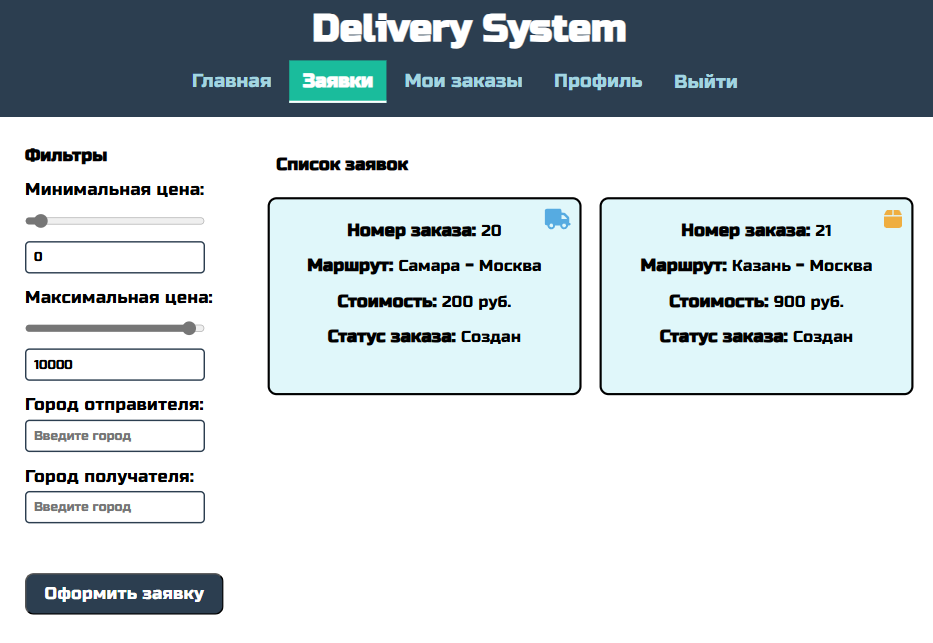 Delivery System
Главная Заявки Мои заказы Профиль Выйти
Фильтры
Минимальная цена:
0
Максимальная цена:
10000
Город отправителя:
Введите город
Город получателя:
Введите город
Оформить заявку
Список заявок
Номер заказа: 20
Маршрут: Самара - Москва
Стоимость: 200 руб.
Статус заказа: Создан
Номер заказа: 21
Маршрут: Казань - Москва
Стоимость: 900 руб.
Статус заказа: Создан